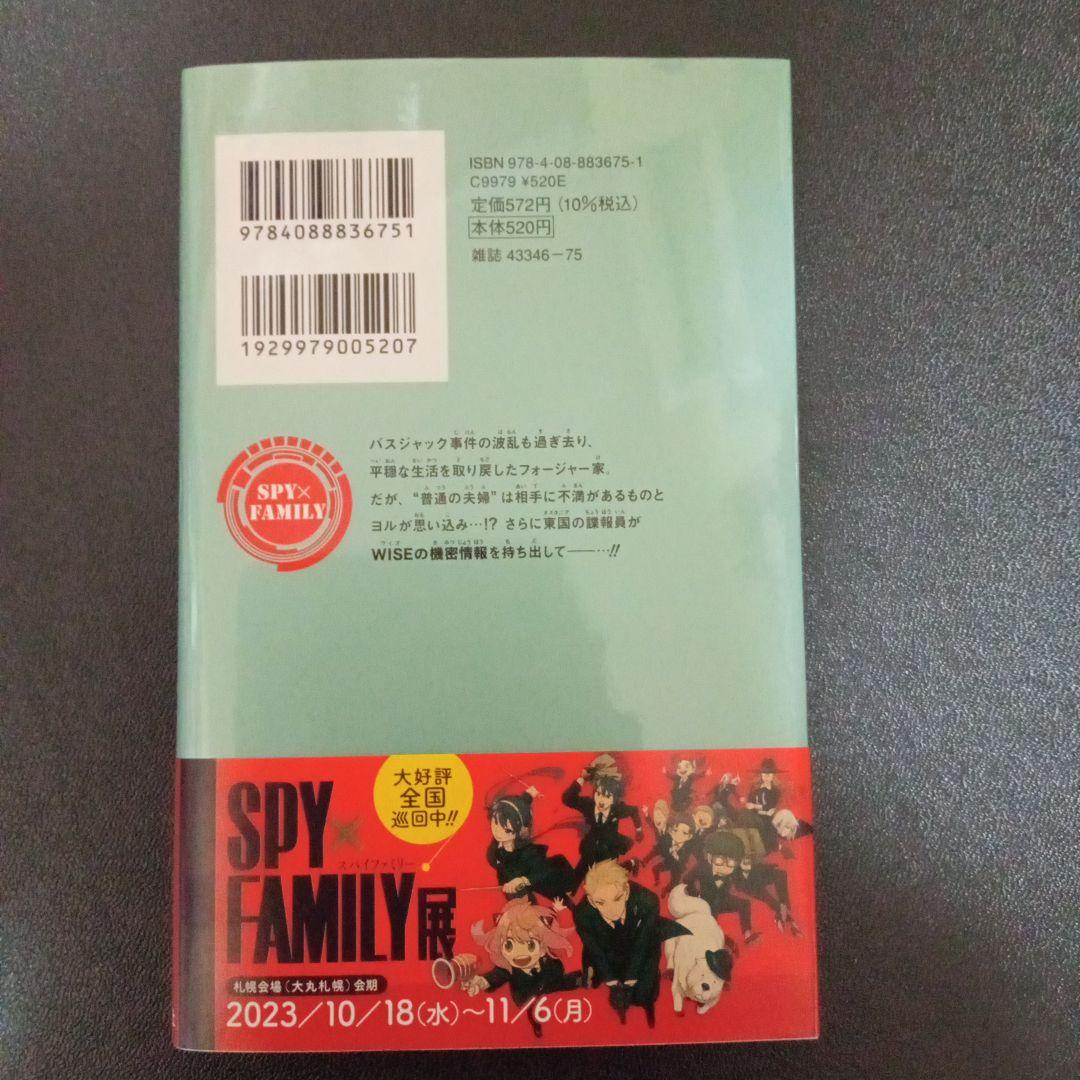 9784088836751
1929979005207
ISBN 978-4-08-883675-1
C9979 ¥520E
定価572円(10%税込)
本体520円
雑誌 43346-75
SPY×
FAMILY
バスジャック事件の波乱も過ぎ去り、
平穏な生活を取り戻したフォージャー家。
だが、“普通の夫婦”は相手に不満があるものと
ヨルが思い込み…!? さらに東国の諜報員が
WISEの機密情報を持ち出して――…!!
大好評
全国
巡回中!!
SPY×
スパイファミリー
FAMILY展
札幌会場(大丸札幌)会期
2023/10/18(水)~11/6(月)